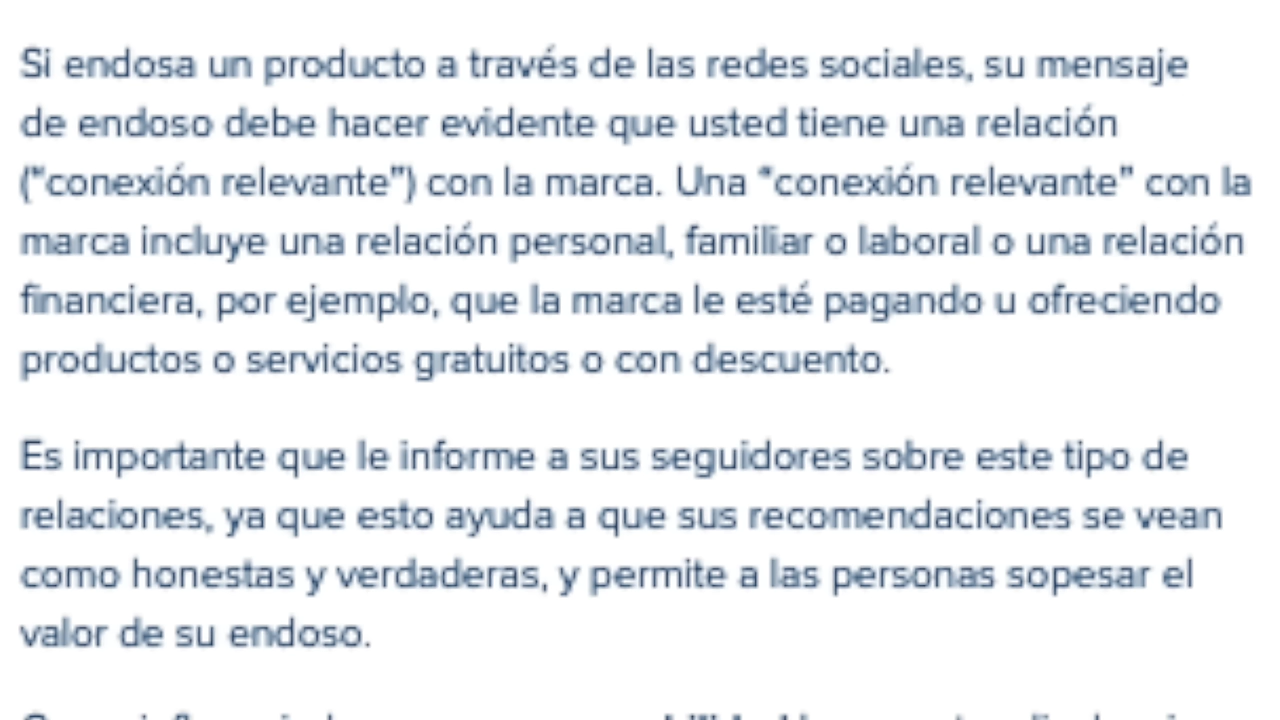 Si endosa un producto a través de las redes sociales, su mensaje
de endoso debe hacer evidente que usted tiene una relación
("conexión relevante") con la marca. Una "conexión relevante" con la
marca incluye una relación personal, familiar o laboral o una relación
financiera, por ejemplo, que la marca le esté pagando u ofreciendo
productos o servicios gratuitos o con descuento.
Es importante que le informe a sus seguidores sobre este tipo de
relaciones, ya que esto ayuda a que sus recomendaciones se vean
como honestas y verdaderas, y permite a las personas sopesar el
valor de su endoso.